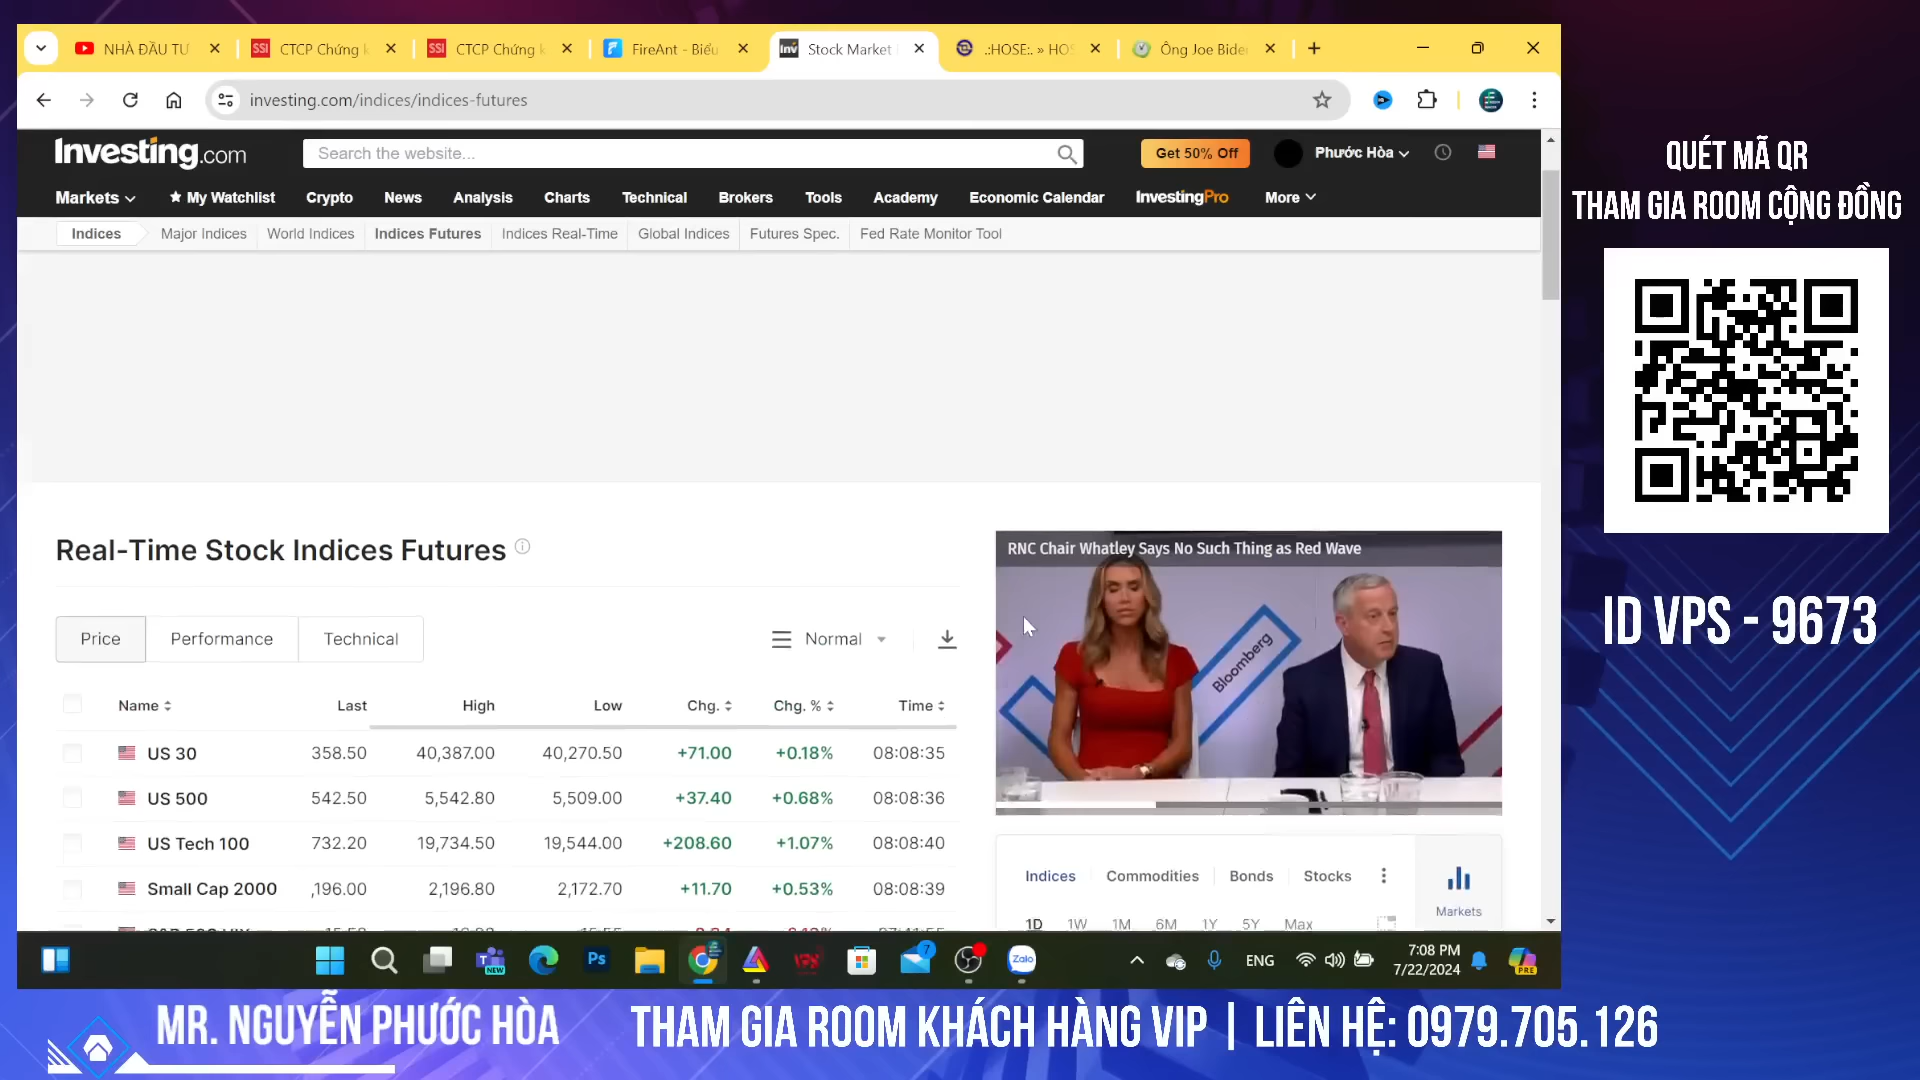 NHÀ ĐẦU TƯ
SSI CTCP Chứng k
SSI CTCP Chứng k
FireAnt - Biểu
Inv Stock Market
.:HOSE:. » HOS
Ông Joe Bide
investing.com/indices/indices-futures
Investing.com
Search the website...
Get 50% Off
Phước Hòa
Markets
My Watchlist
Crypto
News
Analysis
Charts
Technical
Brokers
Tools
Academy
Economic Calendar
InvestingPro
More
Indices
Major Indices
World Indices
Indices Futures
Indices Real-Time
Global Indices
Futures Spec.
Fed Rate Monitor Tool
QUÉT MÃ QR
THAM GIA ROOM CỘNG ĐỒNG
ID VPS - 9673
Real-Time Stock Indices Futures
Price Performance Technical
Normal
Name Last High Low Chg. Chg. % Time
US 30 358.50 40,387.00 40,270.50 +71.00 +0.18% 08:08:35
US 500 542.50 5,542.80 5,509.00 +37.40 +0.68% 08:08:36
US Tech 100 732.20 19,734.50 19,544.00 +208.60 +1.07% 08:08:40
Small Cap 2000 ,196.00 2,196.80 2,172.70 +11.70 +0.53% 08:08:39
RNC Chair Whatley Says No Such Thing as Red Wave
Bloomberg
Indices Commodities Bonds Stocks
Markets
1D 1W 1M 6M 1Y 5Y Max
NEW
Ps
VPS
7
Zalo
ENG
7:08 PM
7/22/2024
PRE
MR. NGUYỄN PHƯỚC HÒA
THAM GIA ROOM KHÁCH HÀNG VIP | LIÊN HỆ: 0979.705.126